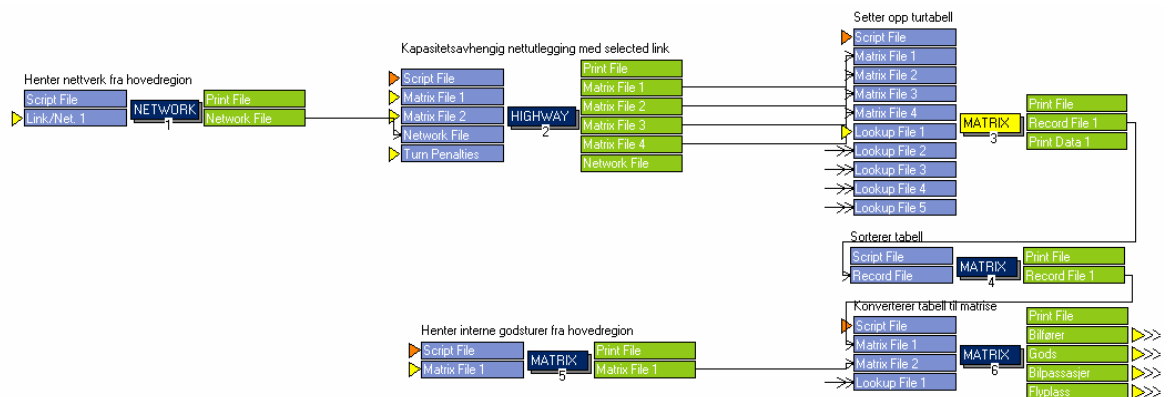 Henter nettverk fra hovedregion
Script File
Link/Net. 1
NETWORK
1
Print File
Network File
Kapasitetsavhengig nettutlegging med selected link
Script File
Matrix File 1
Matrix File 2
Network File
Turn Penalties
HIGHWAY
2
Print File
Matrix File 1
Matrix File 2
Matrix File 3
Matrix File 4
Network File
Setter opp turtabell
Script File
Matrix File 1
Matrix File 2
Matrix File 3
Matrix File 4
Lookup File 1
Lookup File 2
Lookup File 3
Lookup File 4
Lookup File 5
MATRIX
3
Print File
Record File 1
Print Data 1
Sorterer tabell
Script File
Record File
MATRIX
4
Print File
Record File 1
Henter interne godsturer fra hovedregion
Script File
Matrix File 1
MATRIX
5
Print File
Matrix File 1
Konverterer tabell til matrise
Script File
Matrix File 1
Matrix File 2
Lookup File 1
MATRIX
6
Print File
Bilfører
Gods
Bilpassasjer
Flyplass